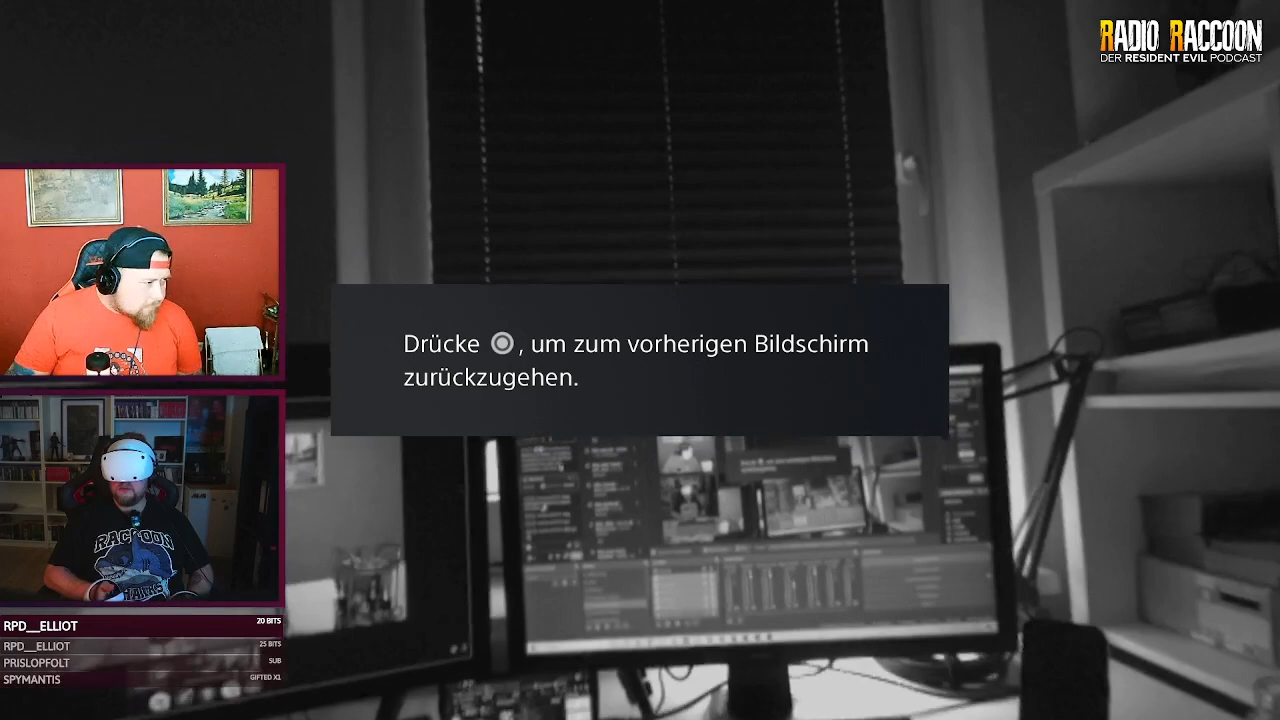 RADIO RACCOON
DER RESIDENT EVIL PODCAST
Drücke , um zum vorherigen Bildschirm
zurückzugehen.
RACCOON
RPD__ELLIOT 20 BITS
RPD__ELLIOT 25 BITS
PRISLOPFOLT SUB
SPYMANTIS GIFTED X1